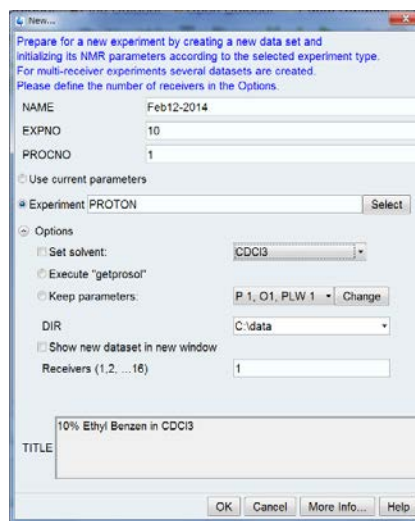 New...
Prepare for a new experiment by creating a new data set and
initializing its NMR parameters according to the selected experiment type.
For multi-receiver experiments several datasets are created.
Please define the number of receivers in the Options.
NAME Feb12-2014
EXPNO 10
PROCNO 1
Use current parameters
Experiment PROTON Select
Options
Set solvent: CDCl3
Execute "getprosol"
Keep parameters: P 1, O1, PLW 1 Change
DIR C:\data
Show new dataset in new window
Receivers (1,2, ...16) 1
10% Ethyl Benzen in CDCl3
TITLE
OK Cancel More Info... Help